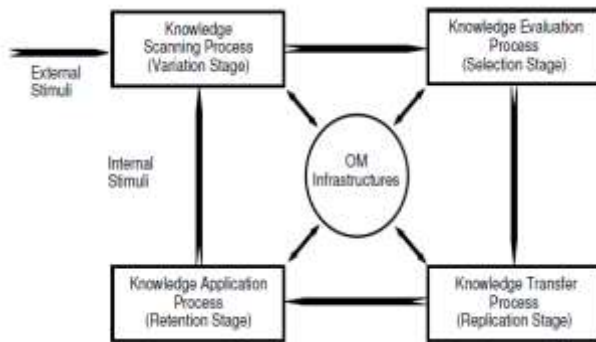 Knowledge
Scanning Process
(Variation Stage)
Knowledge Evaluation
Process
(Selection Stage)
External
Stimuli
Internal
Stimuli
OM
Infrastructures
Knowledge Application
Process
(Retention Stage)
Knowledge Transfer
Process
(Replication Stage)